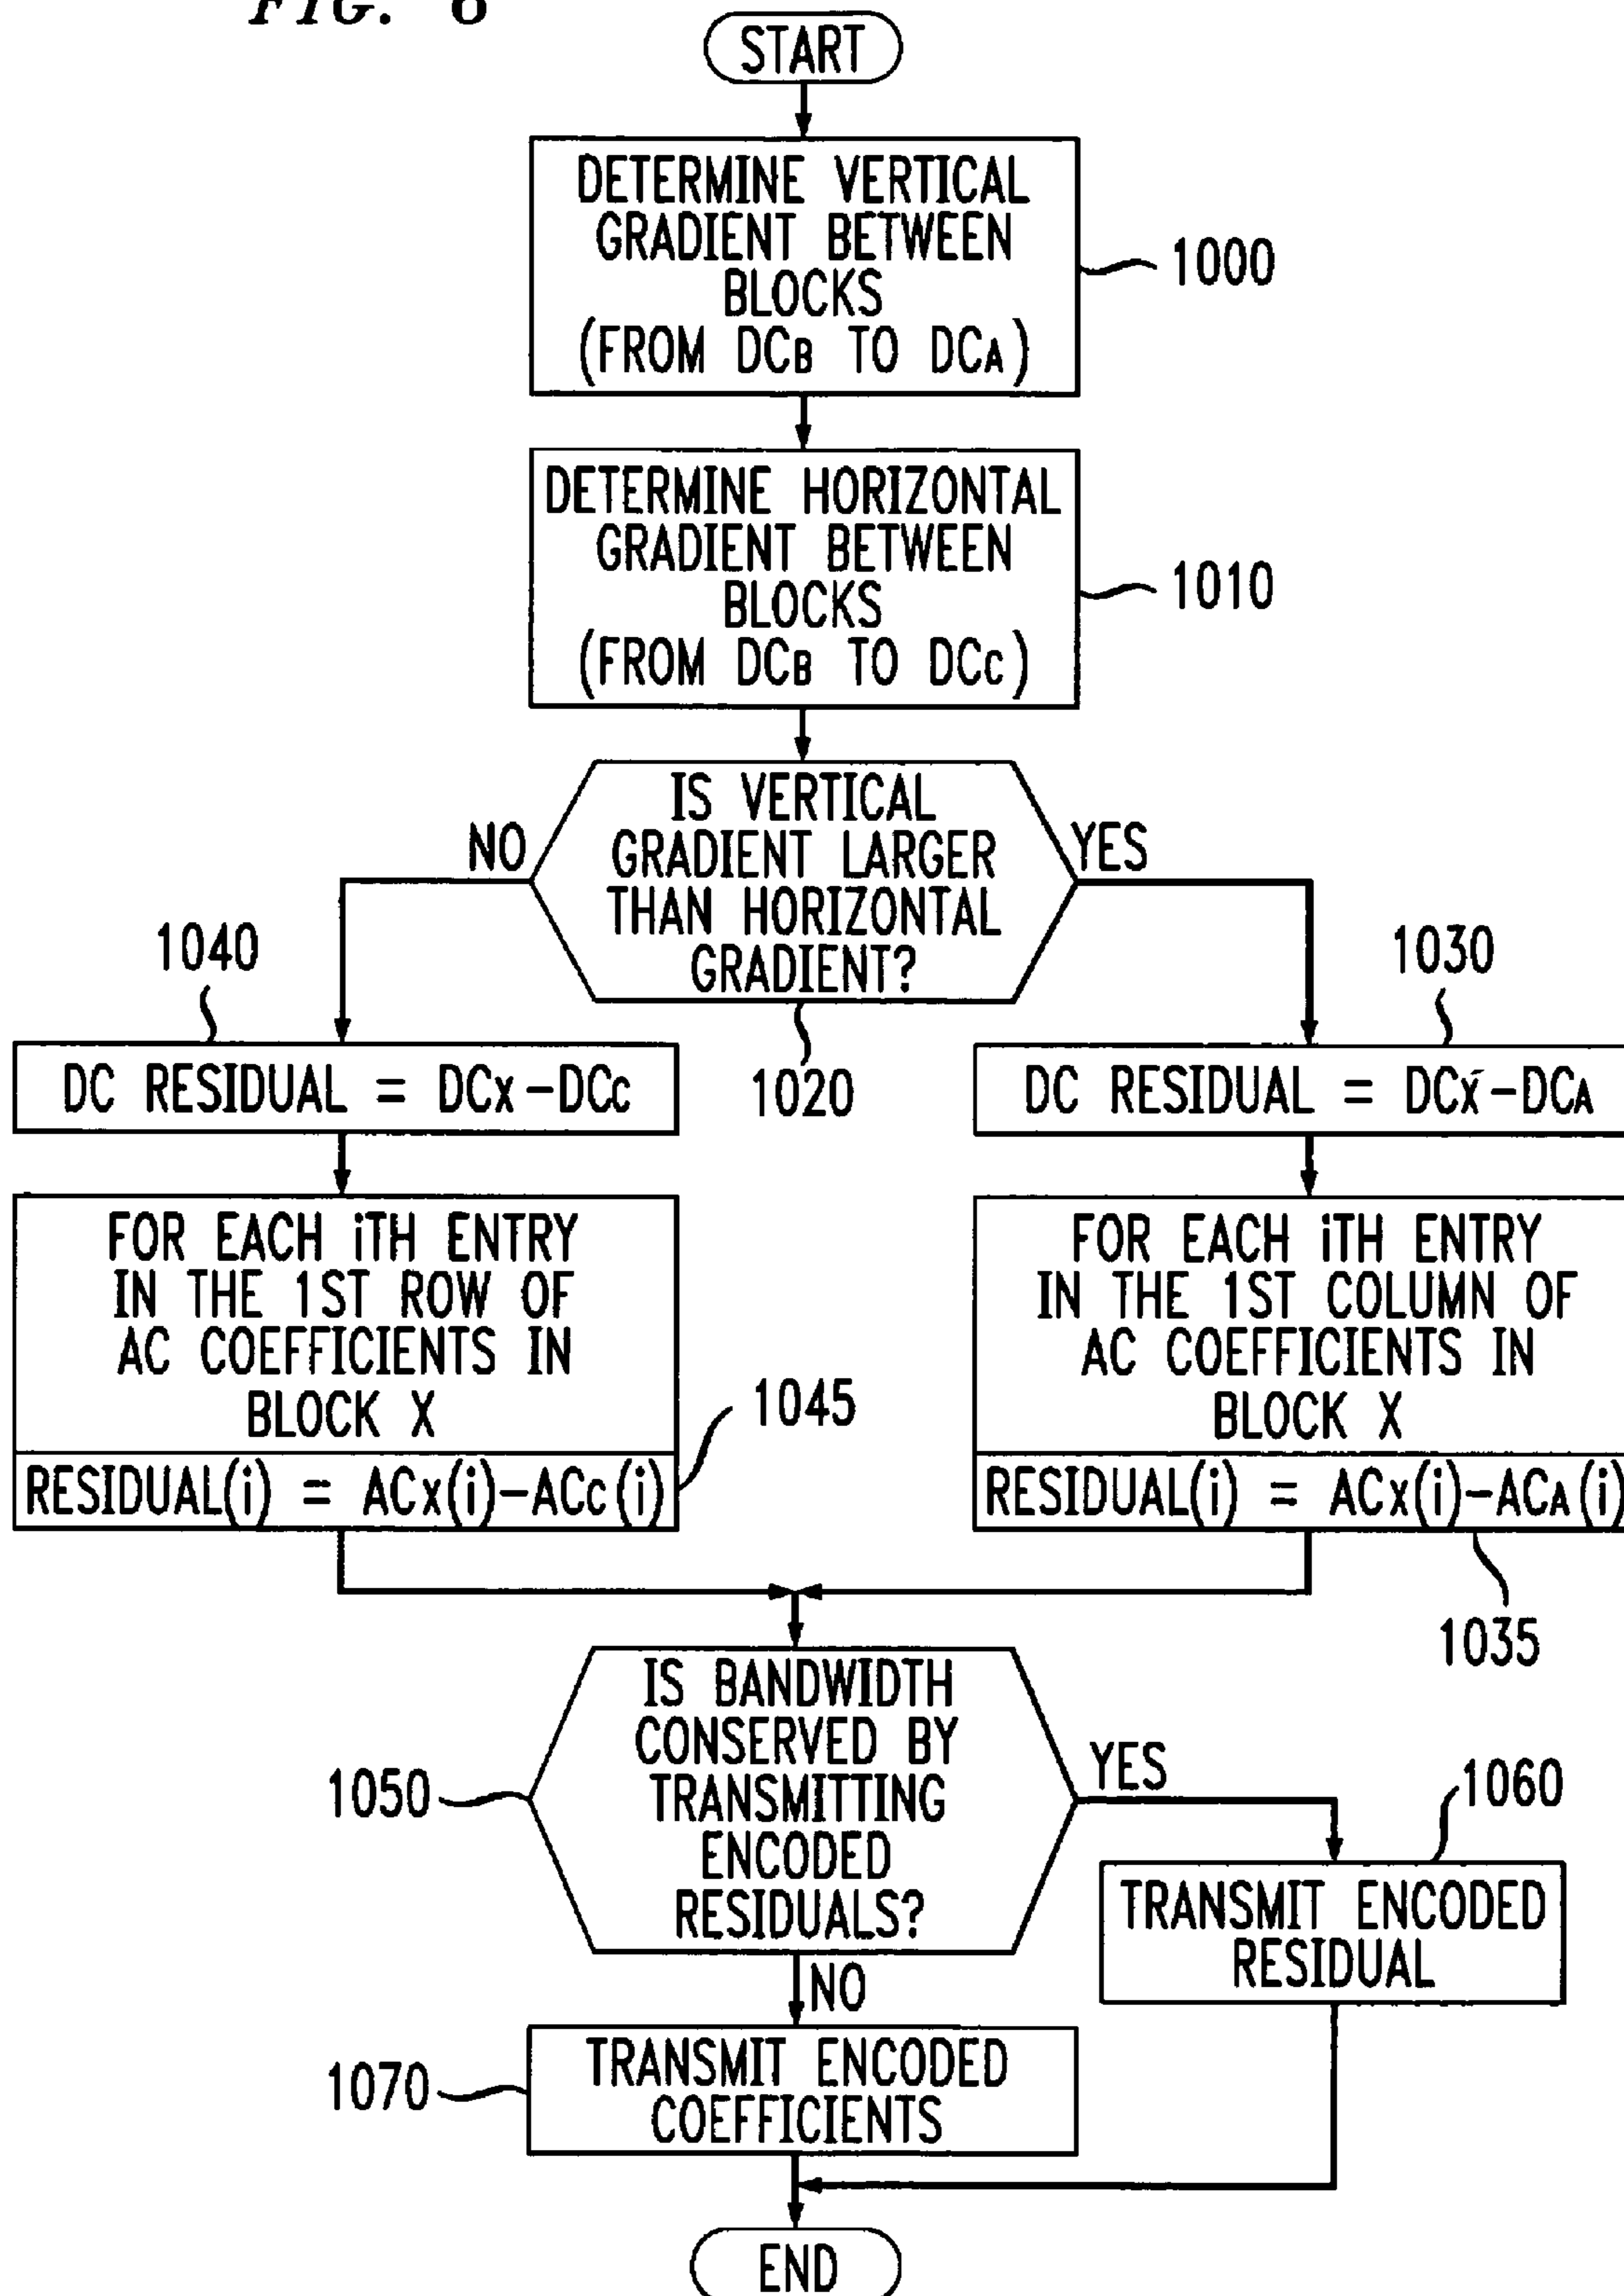 FIG. 6
START
DETERMINE VERTICAL
GRADIENT BETWEEN
BLOCKS
(FROM DCB TO DCA)
1000
DETERMINE HORIZONTAL
GRADIENT BETWEEN
BLOCKS
(FROM DCB TO DCC)
1010
IS VERTICAL
GRADIENT LARGER
THAN HORIZONTAL
GRADIENT?
NO
YES
1020
1040
1030
DC RESIDUAL = DCX-DCC
DC RESIDUAL = DCX-DCA
FOR EACH iTH ENTRY
IN THE 1ST ROW OF
AC COEFFICIENTS IN
BLOCK X
RESIDUAL(i) = ACX(i)-ACC(i)
1045
FOR EACH iTH ENTRY
IN THE 1ST COLUMN OF
AC COEFFICIENTS IN
BLOCK X
RESIDUAL(i) = ACX(i)-ACA(i)
1035
IS BANDWIDTH
CONSERVED BY
TRANSMITTING
ENCODED
RESIDUALS?
1050
YES
1060
TRANSMIT ENCODED
RESIDUAL
NO
TRANSMIT ENCODED
COEFFICIENTS
1070
END